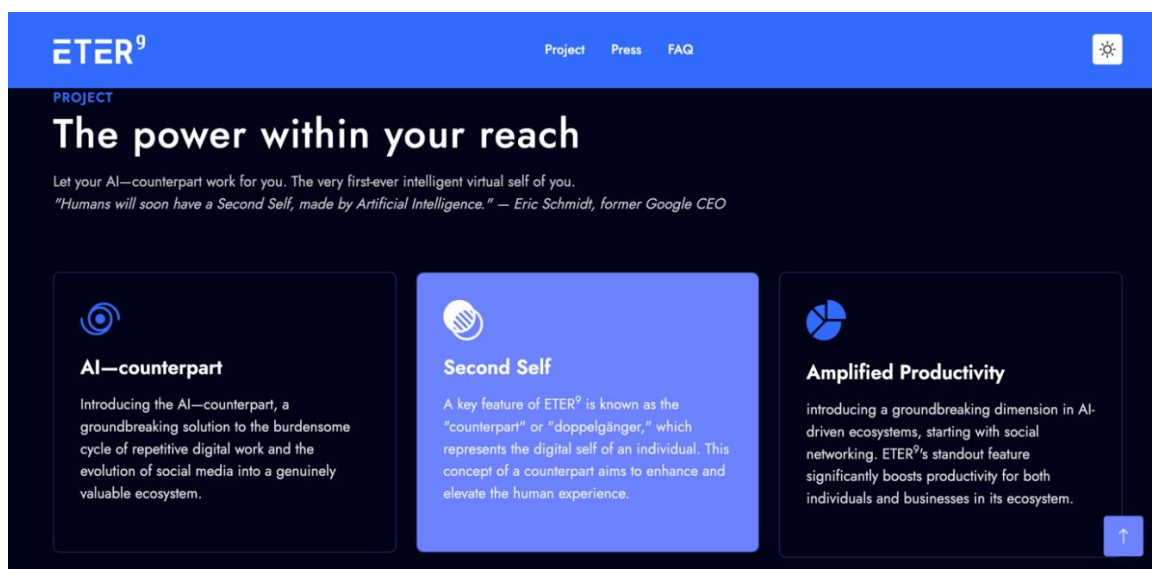 ETER⁹
Project Press FAQ
PROJECT
The power within your reach
Let your AI—counterpart work for you. The very first-ever intelligent virtual self of you.
"Humans will soon have a Second Self, made by Artificial Intelligence." — Eric Schmidt, former Google CEO
AI—counterpart
Introducing the AI—counterpart, a
groundbreaking solution to the burdensome
cycle of repetitive digital work and the
evolution of social media into a genuinely
valuable ecosystem.
Second Self
A key feature of ETER⁹ is known as the
"counterpart" or "doppelgänger," which
represents the digital self of an individual. This
concept of a counterpart aims to enhance and
elevate the human experience.
Amplified Productivity
introducing a groundbreaking dimension in AI-
driven ecosystems, starting with social
networking. ETER⁹'s standout feature
significantly boosts productivity for both
individuals and businesses in its ecosystem.